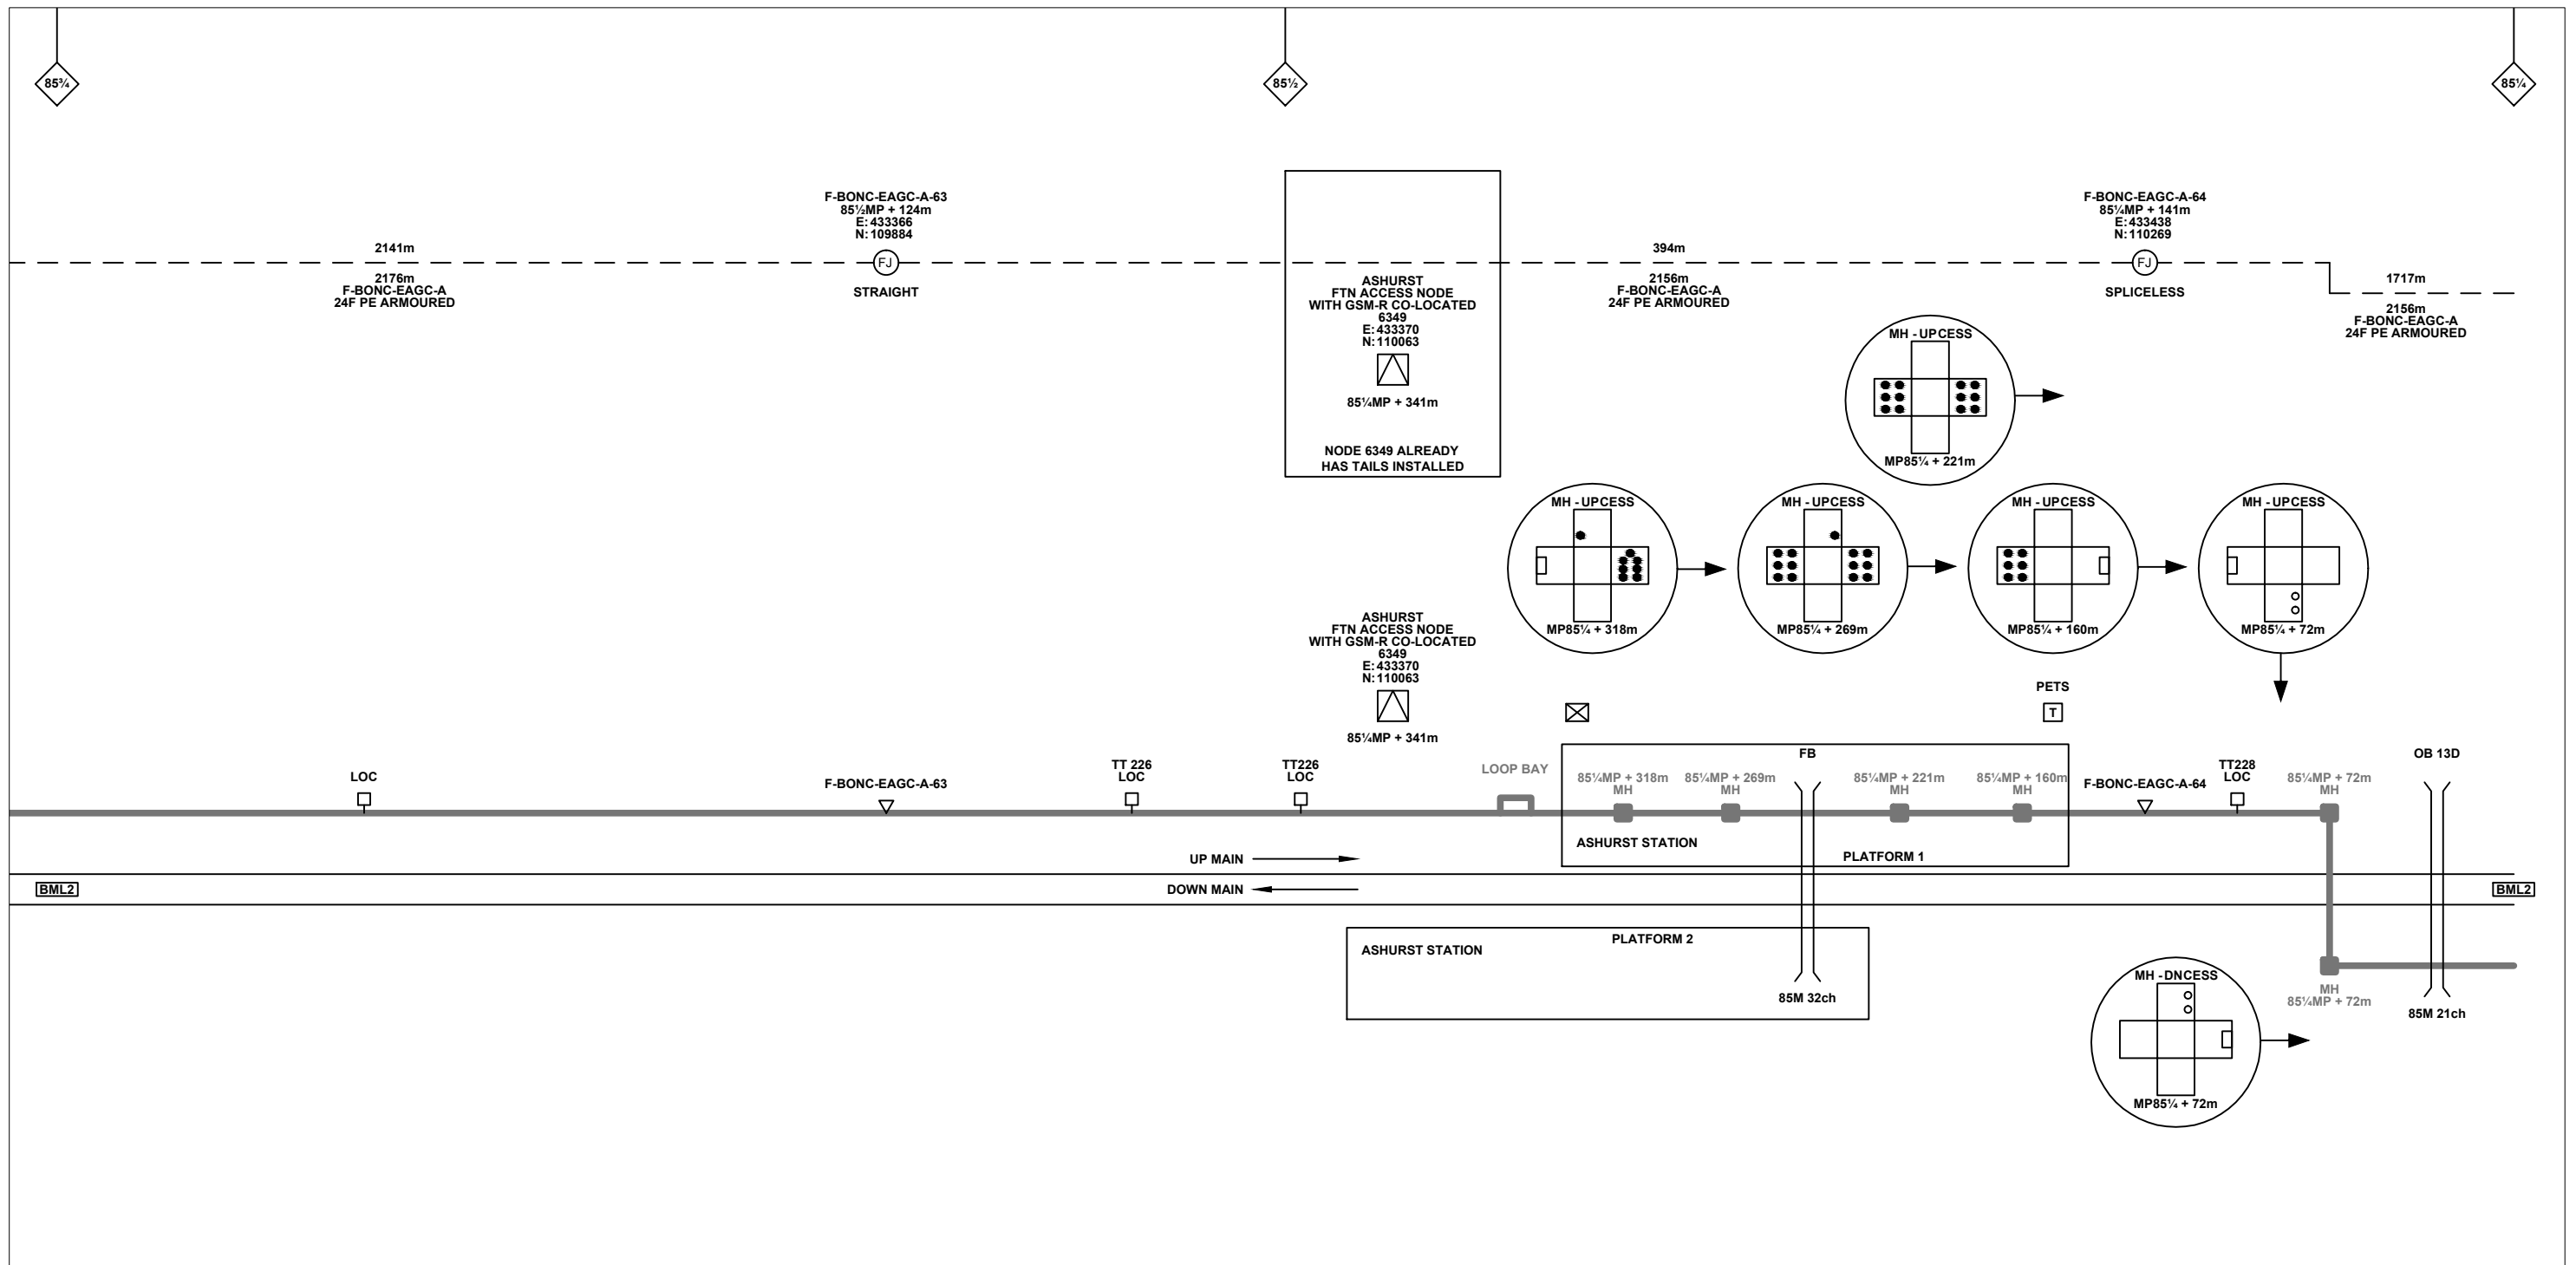 85¾
85½
85¼
F-BONC-EAGC-A-63
85½MP + 124m
E: 433366
N: 109884
FJ
STRAIGHT
F-BONC-EAGC-A-64
85¼MP + 141m
E: 433438
N: 110269
FJ
SPLICELESS
2141m
2176m
F-BONC-EAGC-A
24F PE ARMOURED
394m
2156m
F-BONC-EAGC-A
24F PE ARMOURED
1717m
2156m
F-BONC-EAGC-A
24F PE ARMOURED
ASHURST
FTN ACCESS NODE
WITH GSM-R CO-LOCATED
6349
E: 433370
N: 110063
85¼MP + 341m
NODE 6349 ALREADY
HAS TAILS INSTALLED
MH - UPCESS
MP85¼ + 221m
MH - UPCESS
MP85¼ + 318m
MH - UPCESS
MP85¼ + 269m
MH - UPCESS
MP85¼ + 160m
MH - UPCESS
MP85¼ + 72m
ASHURST
FTN ACCESS NODE
WITH GSM-R CO-LOCATED
6349
E: 433370
N: 110063
85¼MP + 341m
PETS
T
LOC
F-BONC-EAGC-A-63
TT 226
LOC
TT226
LOC
LOOP BAY
85¼MP + 318m
MH
85¼MP + 269m
MH
FB
85¼MP + 221m
MH
85¼MP + 160m
MH
F-BONC-EAGC-A-64
TT228
LOC
85¼MP + 72m
MH
OB 13D
ASHURST STATION
PLATFORM 1
UP MAIN
DOWN MAIN
BML2
BML2
PLATFORM 2
ASHURST STATION
85M 32ch
MH - DNCESS
MP85¼ + 72m
MH
85¼MP + 72m
85M 21ch